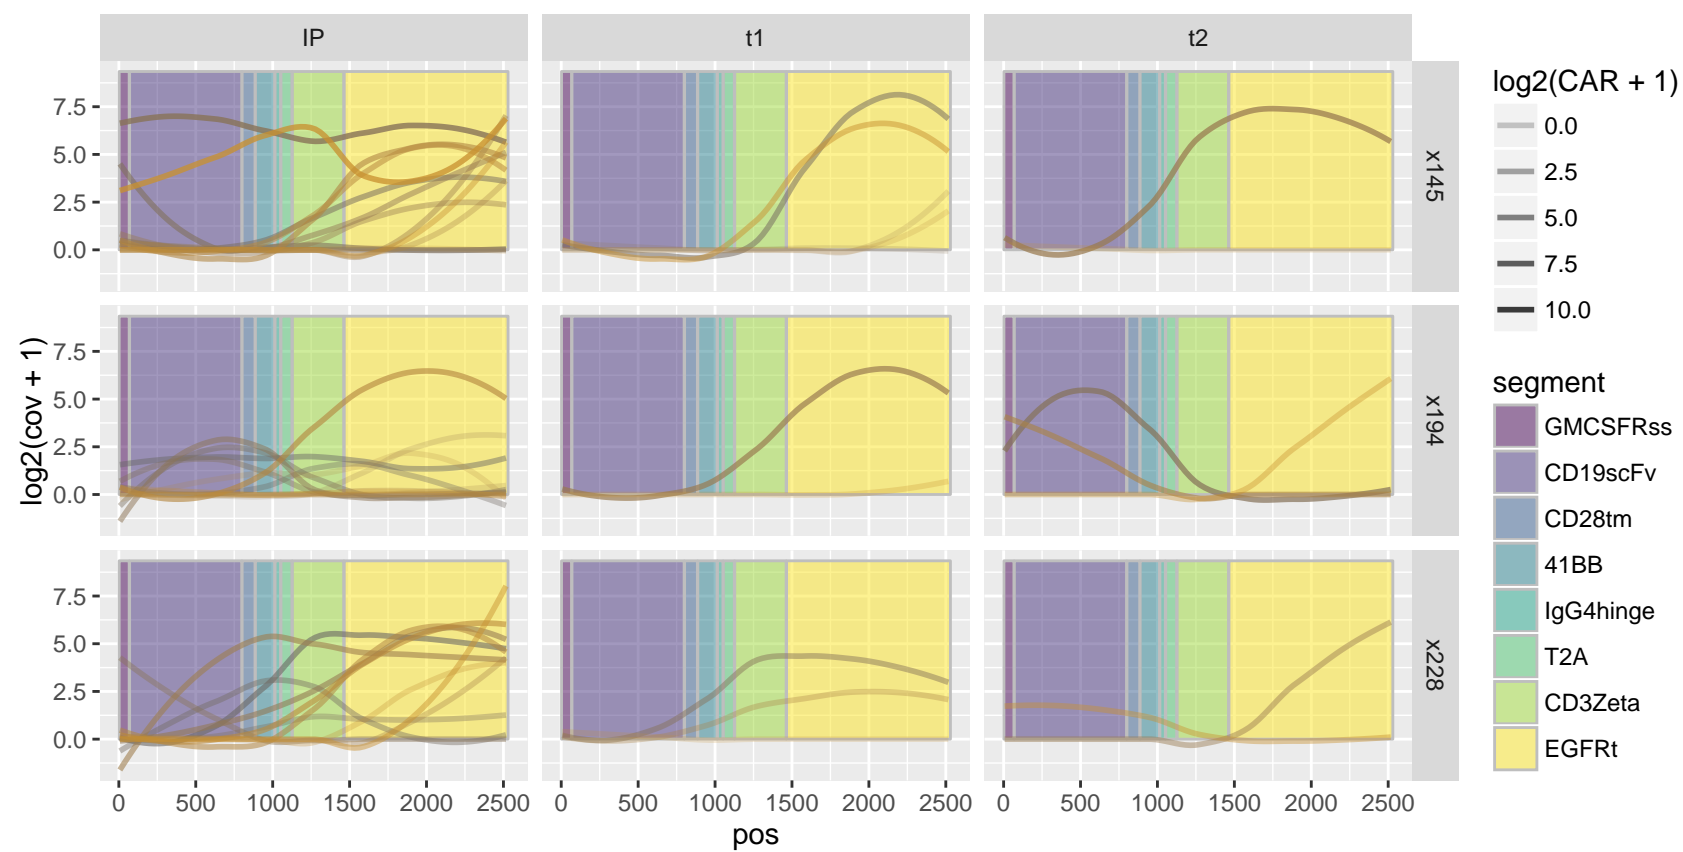 IP
t1
t2
7.5
5.0
2.5
0.0
x145
7.5
5.0
2.5
0.0
x194
7.5
5.0
2.5
0.0
x228
0 500 1000 1500 2000 2500
0 500 1000 1500 2000 2500
0 500 1000 1500 2000 2500
pos
log2(cov + 1)
log2(CAR + 1)
0.0
2.5
5.0
7.5
10.0
segment
GMCSFRss
CD19scFv
CD28tm
41BB
IgG4hinge
T2A
CD3Zeta
EGFRt